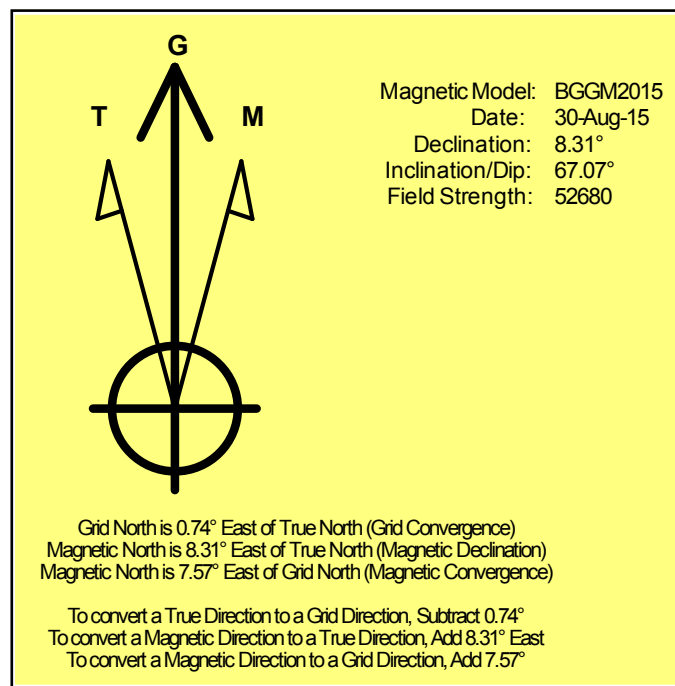 G
T
M
Magnetic Model: BGGM2015
Date: 30-Aug-15
Declination: 8.31°
Inclination/Dip: 67.07°
Field Strength: 52680
Grid North is 0.74° East of True North (Grid Convergence)
Magnetic North is 8.31° East of True North (Magnetic Declination)
Magnetic North is 7.57° East of Grid North (Magnetic Convergence)
To convert a True Direction to a Grid Direction, Subtract 0.74°
To convert a Magnetic Direction to a True Direction, Add 8.31° East
To convert a Magnetic Direction to a Grid Direction, Add 7.57°